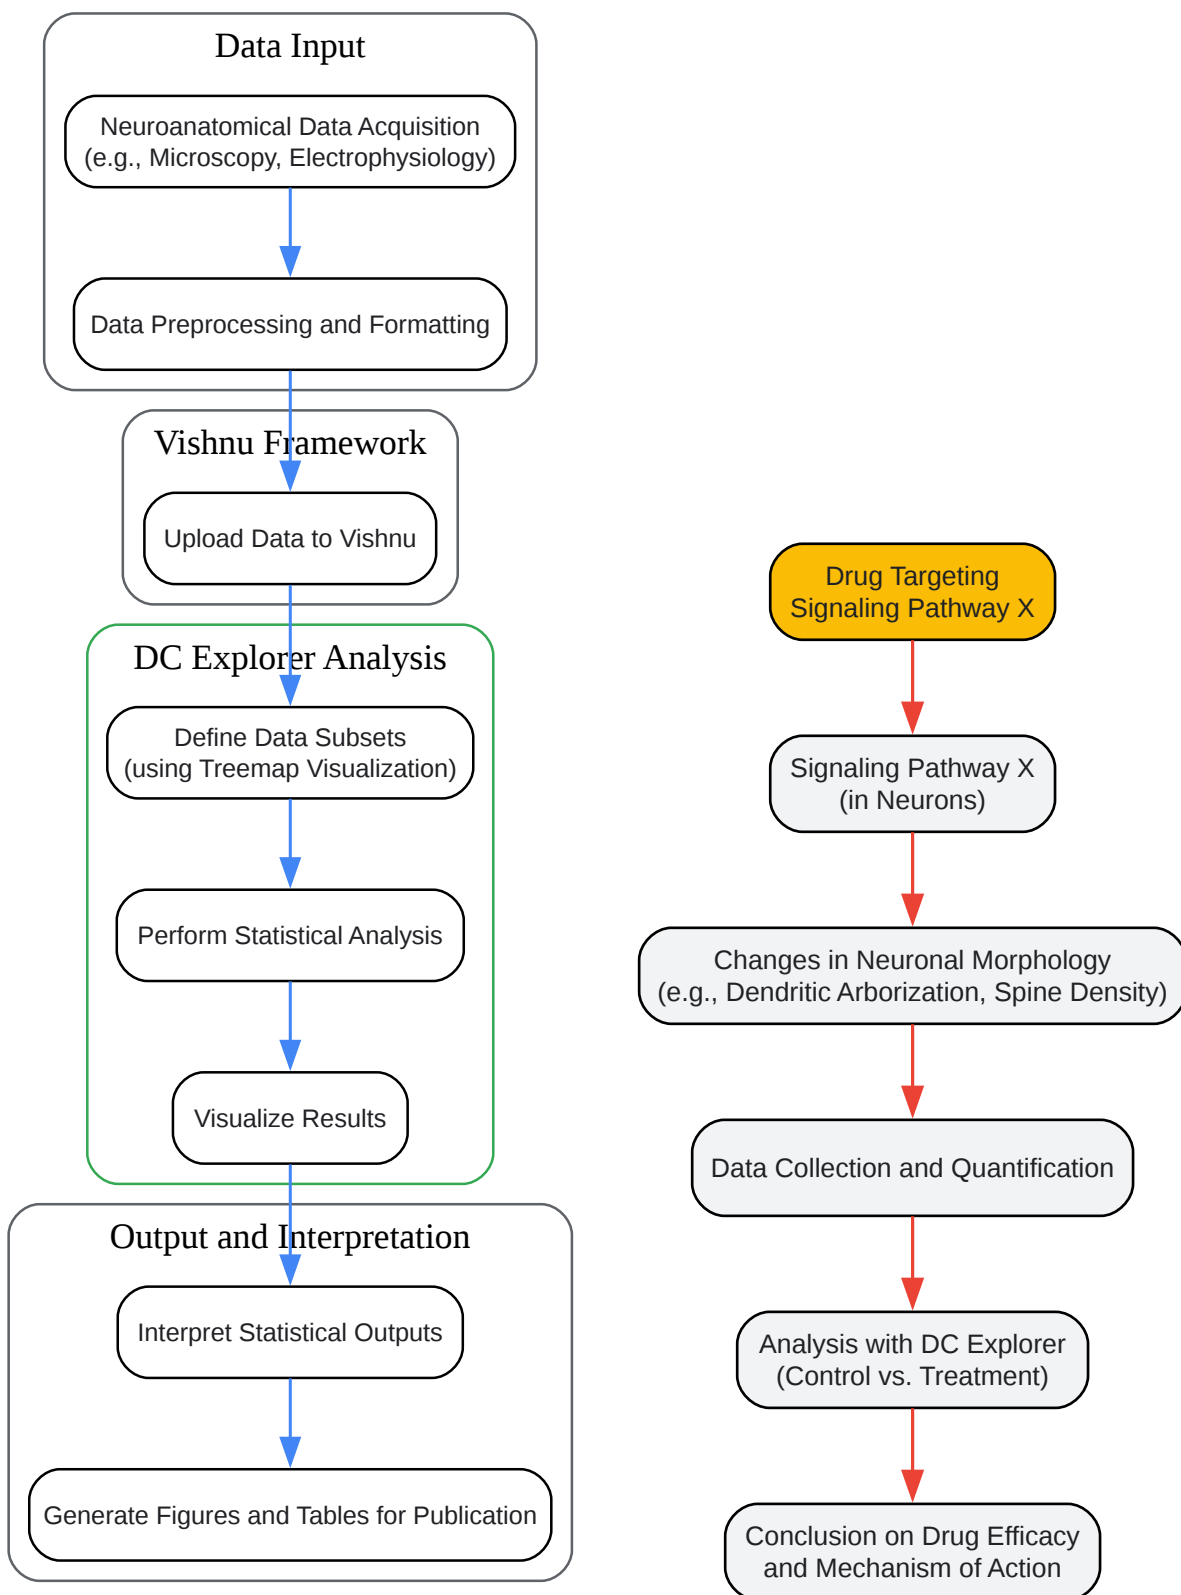 Data Input
Neuroanatomical Data Acquisition
(e.g., Microscopy, Electrophysiology)
Data Preprocessing and Formatting
Vishnu Framework
Upload Data to Vishnu
DC Explorer Analysis
Define Data Subsets
(using Treemap Visualization)
Perform Statistical Analysis
Visualize Results
Output and Interpretation
Interpret Statistical Outputs
Generate Figures and Tables for Publication
Drug Targeting
Signaling Pathway X
Signaling Pathway X
(in Neurons)
Changes in Neuronal Morphology
(e.g., Dendritic Arborization, Spine Density)
Data Collection and Quantification
Analysis with DC Explorer
(Control vs. Treatment)
Conclusion on Drug Efficacy
and Mechanism of Action